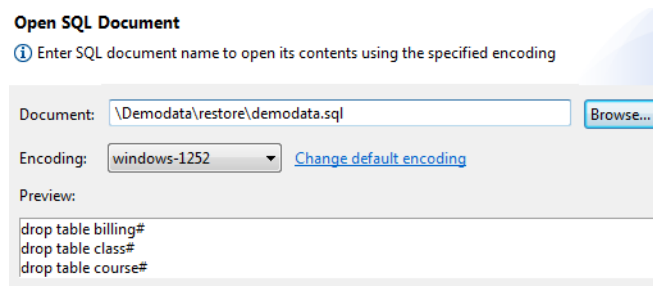 Open SQL Document
Enter SQL document name to open its contents using the specified encoding
Document: \Demodata\restore\demodata.sql Browse...
Encoding: windows-1252 Change default encoding
Preview:
drop table billing#
drop table class#
drop table course#